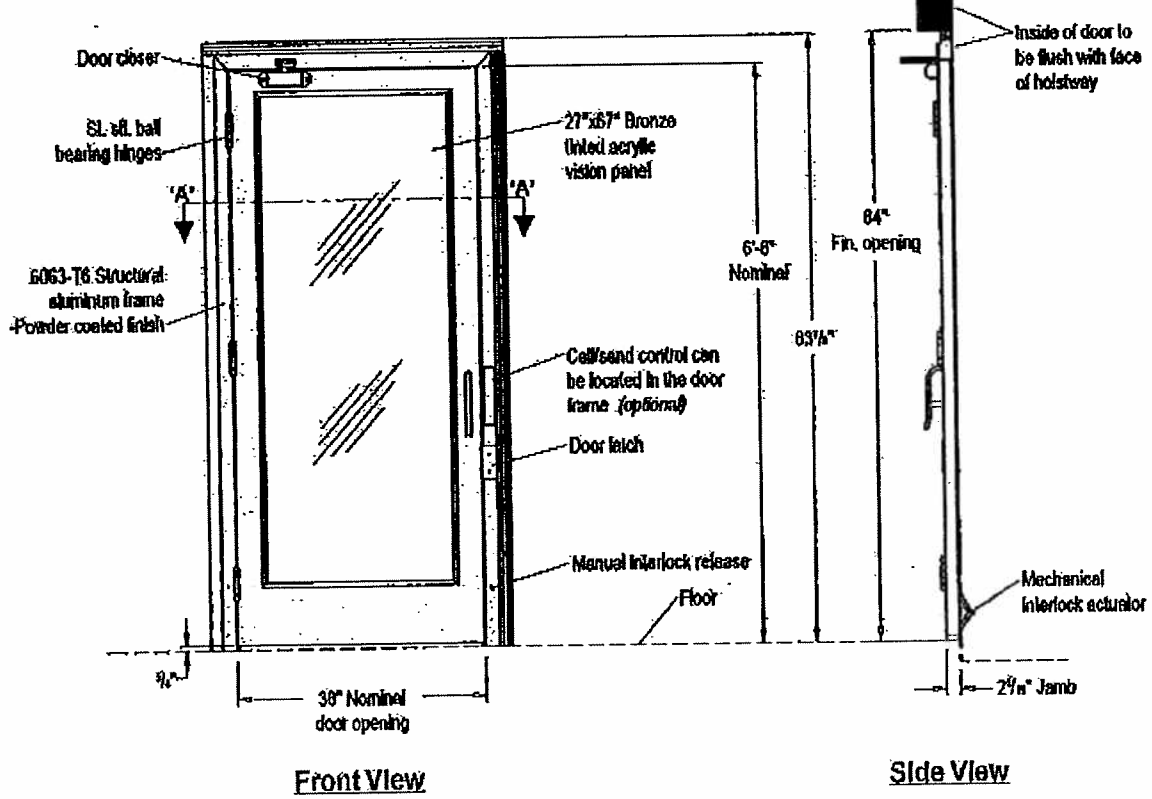 Door closer
St. stl. ball
bearing hinges
'A'
'A'
6063-T6 Structural
aluminum frame
-Powder coated finish
27"x67" Bronze
tinted acrylic
vision panel
Call/send control can
be located in the door
frame (optional)
Door latch
Manual interlock release
Floor
36" Nominal
door opening
Front View
6'-8"
Nominal
84"
Fin. opening
Inside of door to
be flush with face
of hoistway
Mechanical
interlock actuator
Jamb
Side View